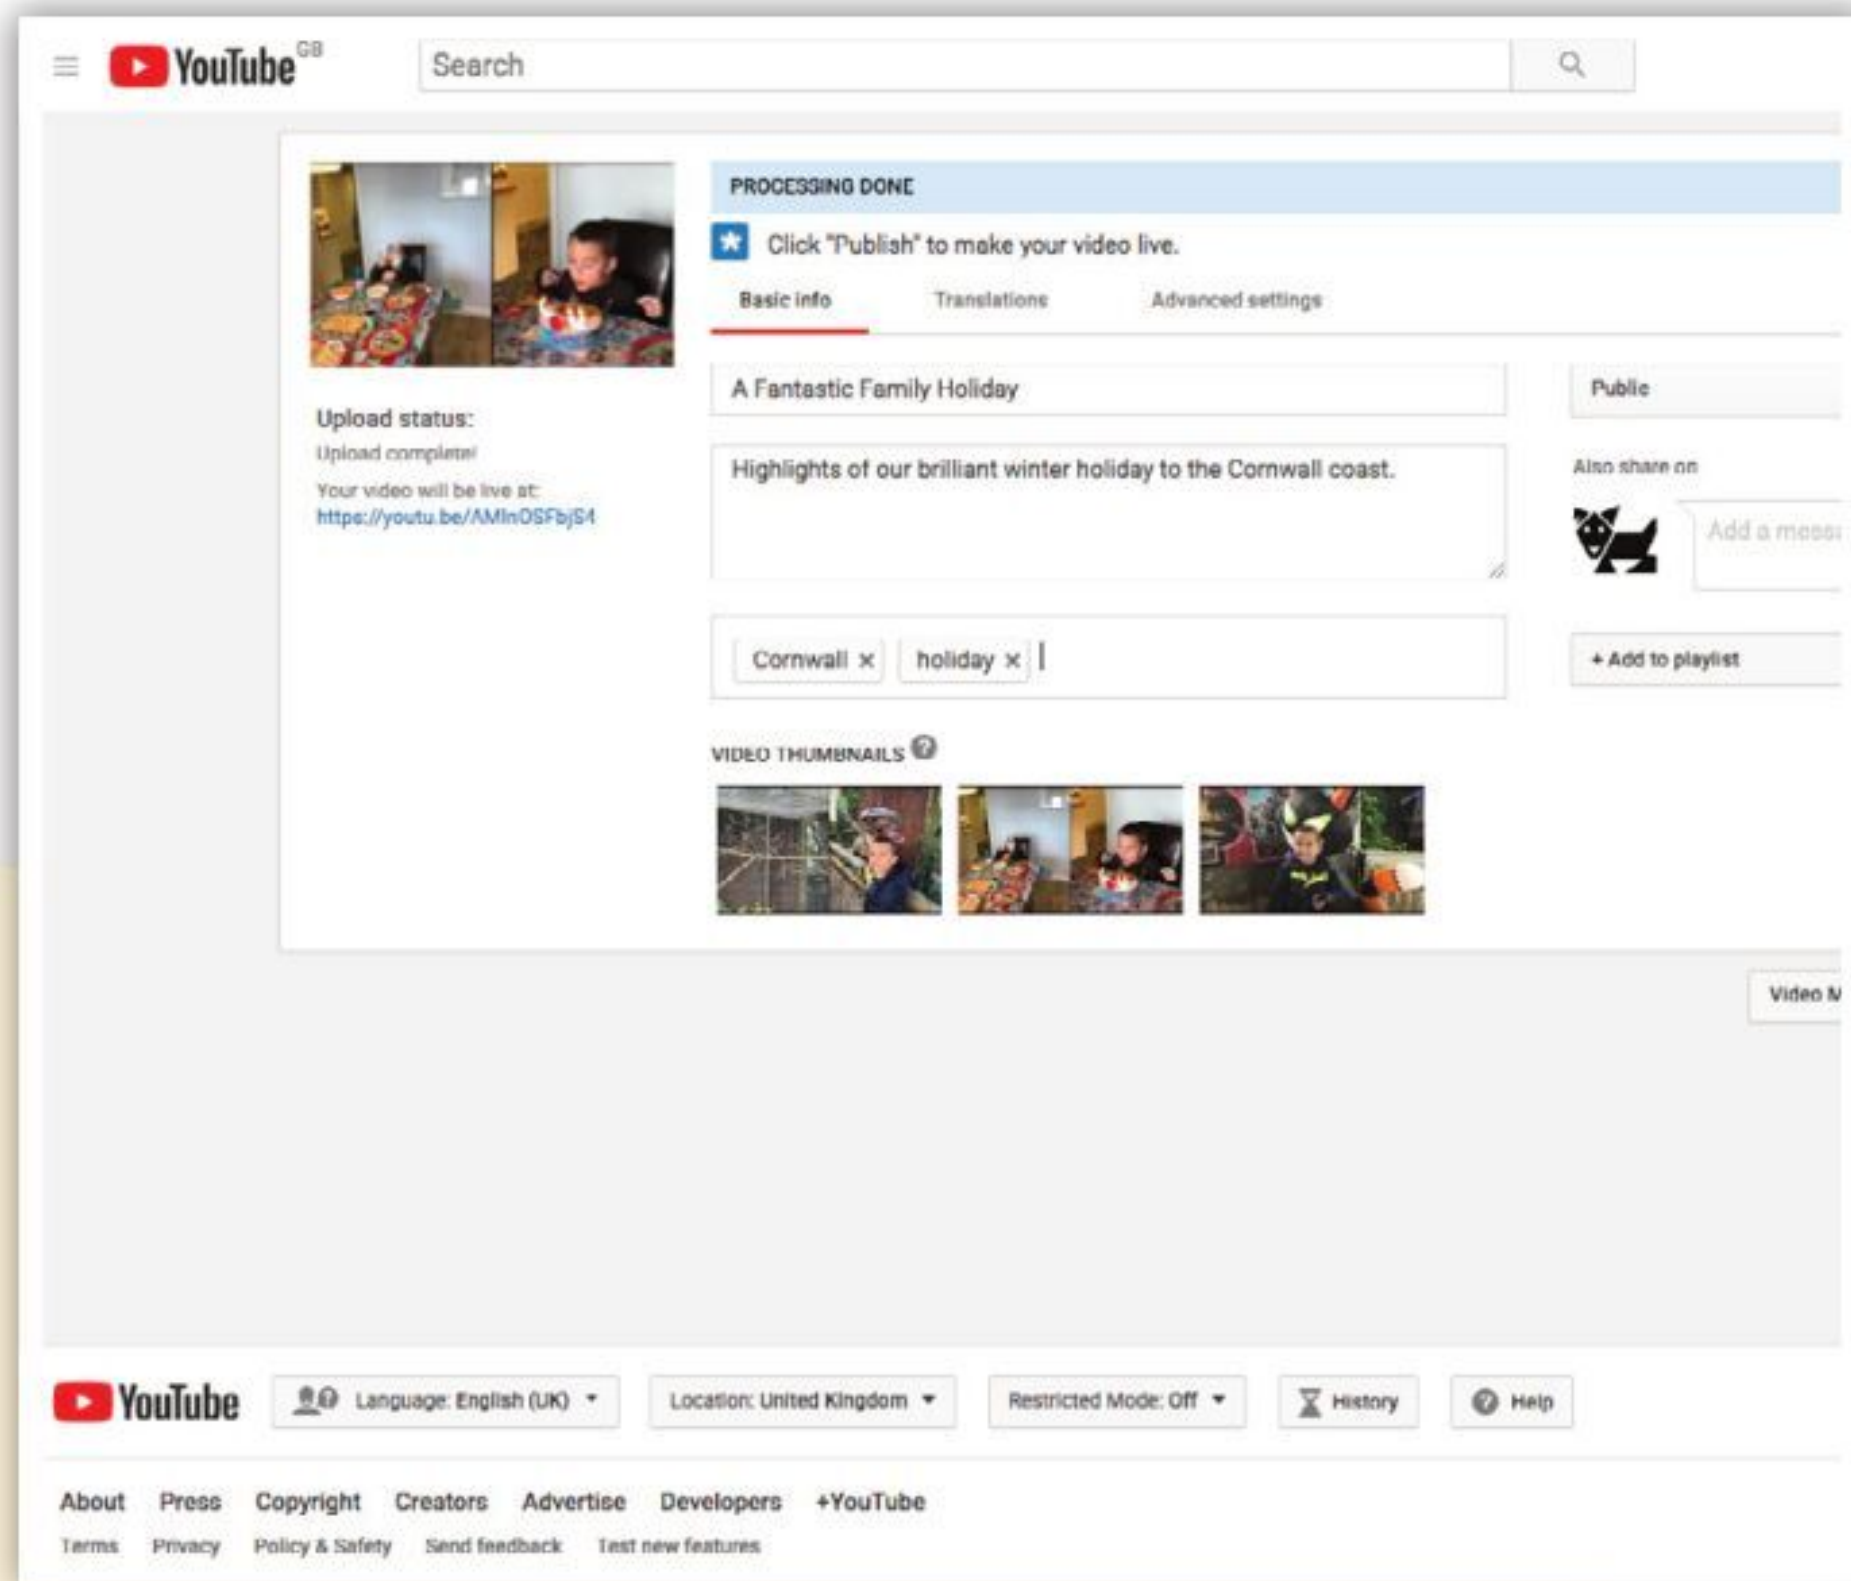 YouTube GB
Search
PROCESSING DONE
Click "Publish" to make your video live.
Basic info Translations Advanced settings
A Fantastic Family Holiday
Public
Upload status:
Upload complete!
Your video will be live at:
Highlights of our brilliant winter holiday to the Cornwall coast.
Also share on
Add a messa
Cornwall × holiday ×
+ Add to playlist
VIDEO THUMBNAILS ?
Video M
YouTube Language: English (UK) Location: United Kingdom Restricted Mode: Off History Help
About Press Copyright Creators Advertise Developers +YouTube
Terms Privacy Policy & Safety Send feedback Test new features